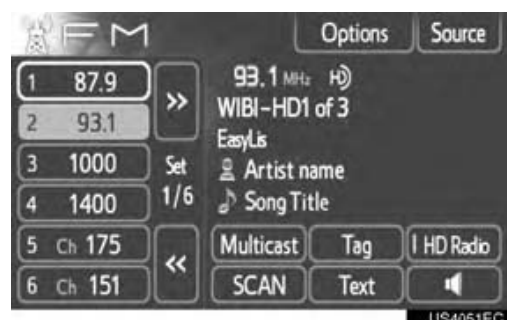 FM
Options
Source
1 87.9
2 93.1
3 1000
4 1400
5 Ch 175
6 Ch 151
»
Set
1/6
«
93.1 MHz HD
WIBI-HD1 of 3
EasyLis
Artist name
Song Title
Multicast
Tag
HD Radio
SCAN
Text
US4051EC